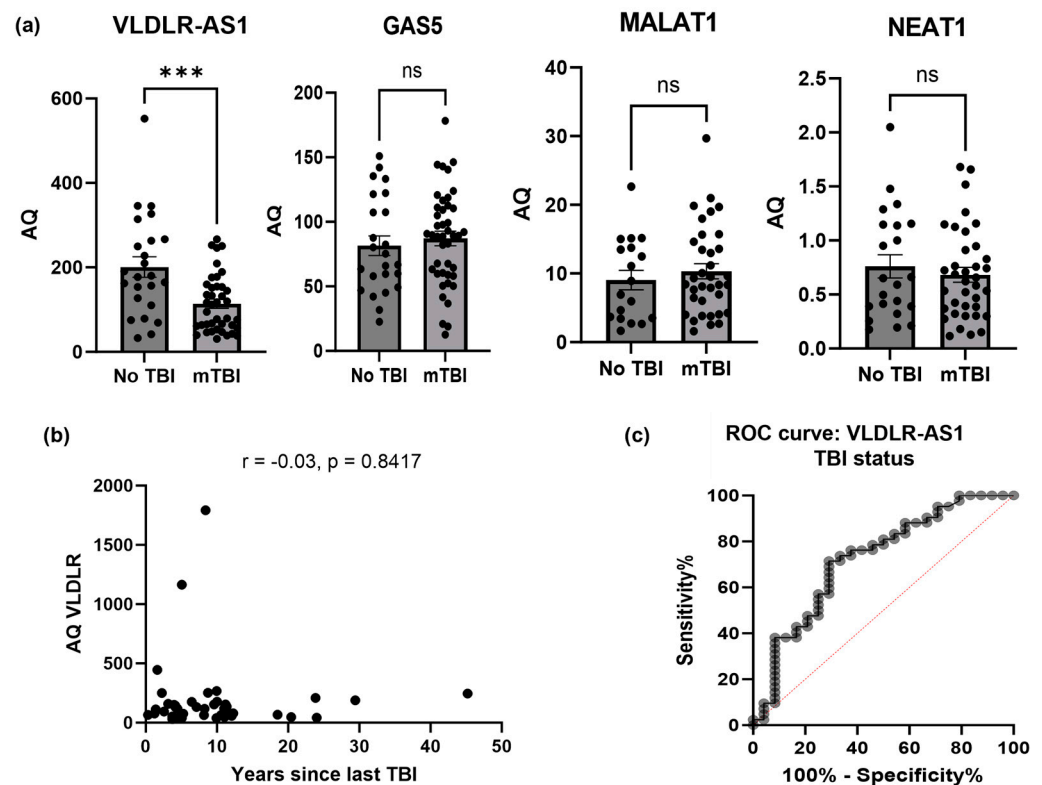 (a)
VLDLR-AS1
GAS5
MALAT1
NEAT1
***
ns
ns
ns
AQ
600
400
200
0
No TBI mTBI
AQ
200
150
100
50
0
No TBI mTBI
AQ
40
30
20
10
0
No TBI mTBI
AQ
2.5
2.0
1.5
1.0
0.5
0.0
No TBI mTBI
(b)
r = -0.03, p = 0.8417
AQ VLDLR
2000
1500
1000
500
0
0 10 20 30 40 50
Years since last TBI
(c)
ROC curve: VLDLR-AS1
TBI status
Sensitivity%
100
80
60
40
20
0
0 20 40 60 80 100
100% - Specificity%